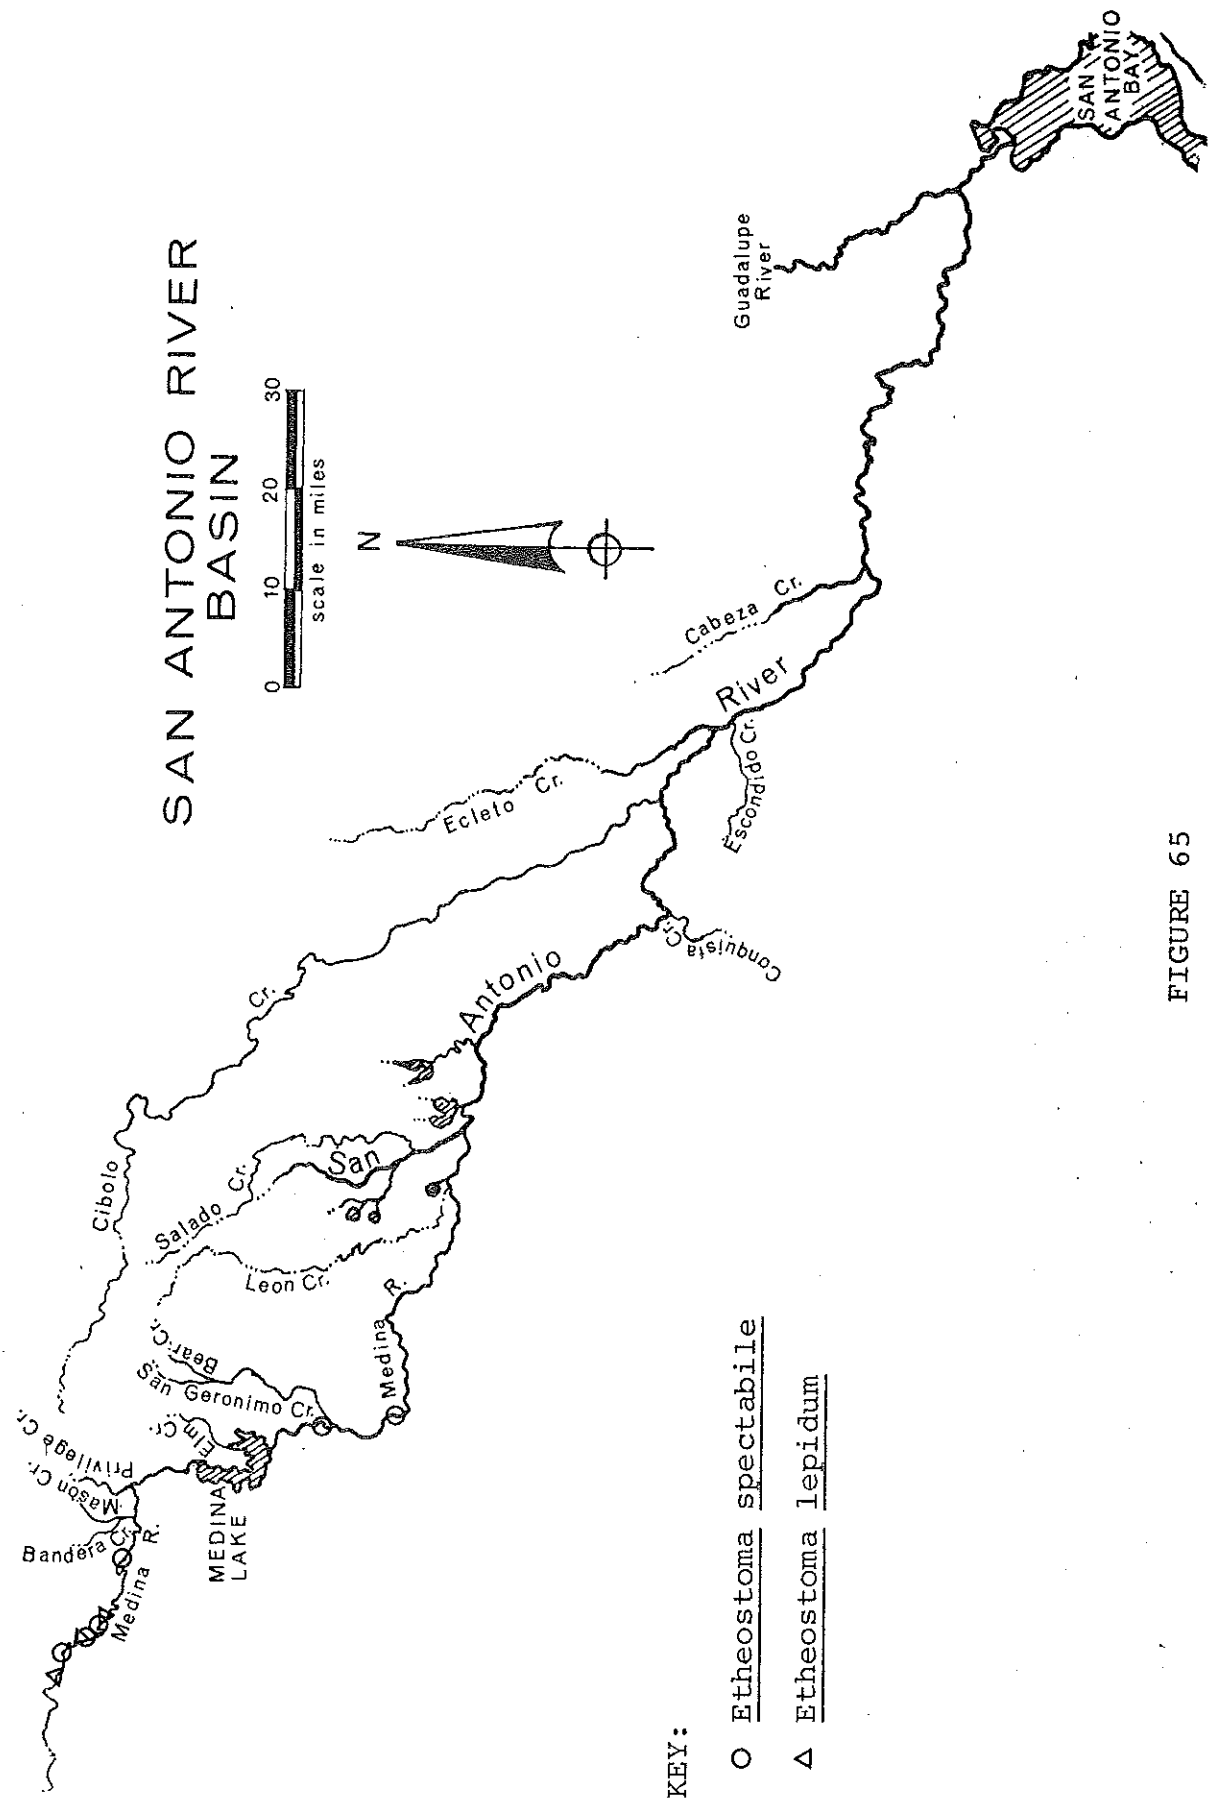 SAN ANTONIO RIVER
BASIN
0 10 20 30
scale in miles
N
Privilege Cr.
Mason Cr.
Bandera Cr.
Medina R.
MEDINA
LAKE
Elm Cr.
San Geronimo Cr.
Bear Cr.
Medina R.
Leon Cr.
Salado Cr.
Cibolo Cr.
San Antonio River
Ecleto Cr.
Conquista Cr.
Escondido Cr.
Cabeza Cr.
Guadalupe
River
SAN
ANTONIO
BAY
KEY:
Etheostoma spectabile
Etheostoma lepidum
FIGURE 65